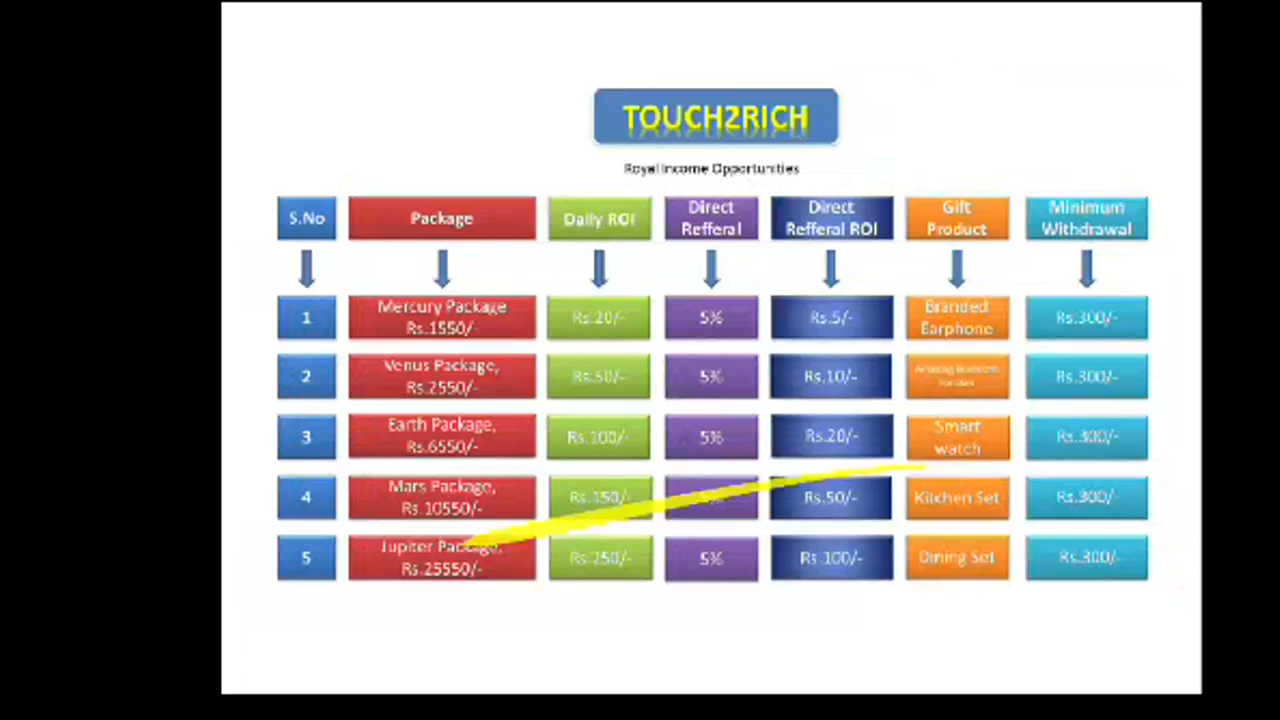 TOUCH2RICH
Royal Income Opportunities
S.No
Package
Daily ROI
Direct
Refferal
Direct
Refferal ROI
Gift
Product
Minimum
Withdrawal
1
Mercury Package
Rs.1550/-
Rs.20/-
5%
Rs.5/-
Branded
Earphone
Rs.300/-
2
Venus Package,
Rs.2550/-
Rs.50/-
5%
Rs.10/-
Rs.300/-
3
Earth Package,
Rs.6550/-
Rs.100/-
5%
Rs.20/-
Smart
watch
Rs.300/-
4
Mars Package,
Rs.10550/-
Rs.150/-
Rs.50/-
Kitchen Set
Rs.300/-
5
Jupiter Package,
Rs.25550/-
Rs.250/-
5%
Rs.100/-
Dining Set
Rs.300/-